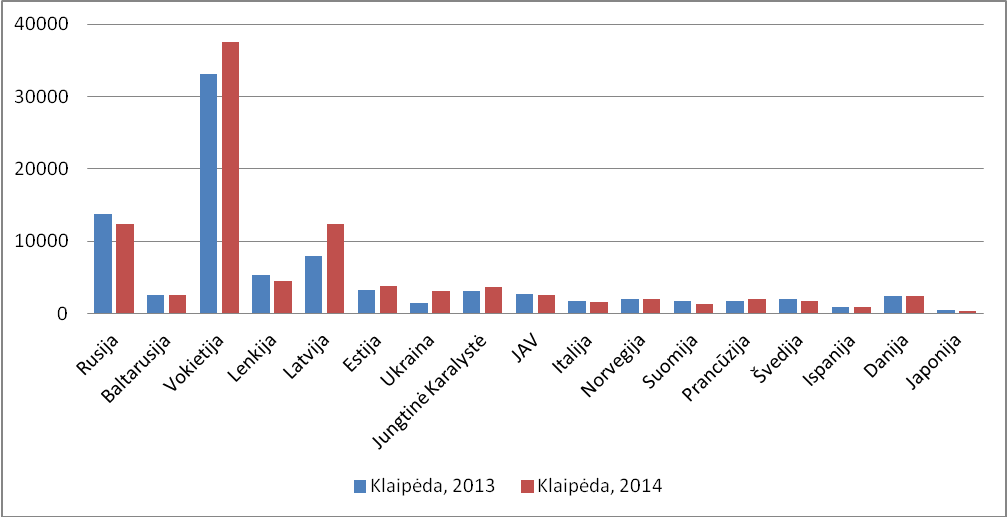 40000
30000
20000
10000
0
Rusija
Baltarusija
Vokietija
Lenkija
Latvija
Estija
Ukraina
Jungtinė Karalystė
JAV
Italija
Norvegija
Suomija
Prancūzija
Švedija
Ispanija
Danija
Japonija
Klaipėda, 2013
Klaipėda, 2014